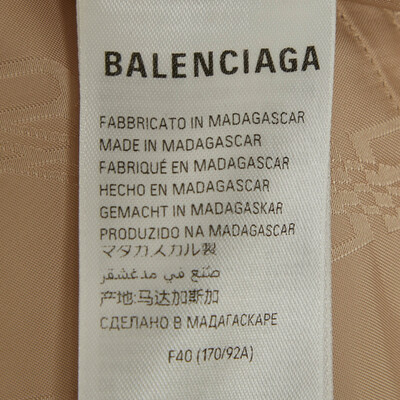 BALENCIAGA
FABBRICATO IN MADAGASCAR
MADE IN MADAGASCAR
FABRIQUÉ EN MADAGASCAR
HECHO EN MADAGASCAR
GEMACHT IN MADAGASKAR
PRODUZIDO NA MADAGASCAR
マダガスカル製
صنع في مدغشقر
产地:马达加斯加
СДЕЛАНО В МАДАГАСКАРЕ
F40 (170/92A)